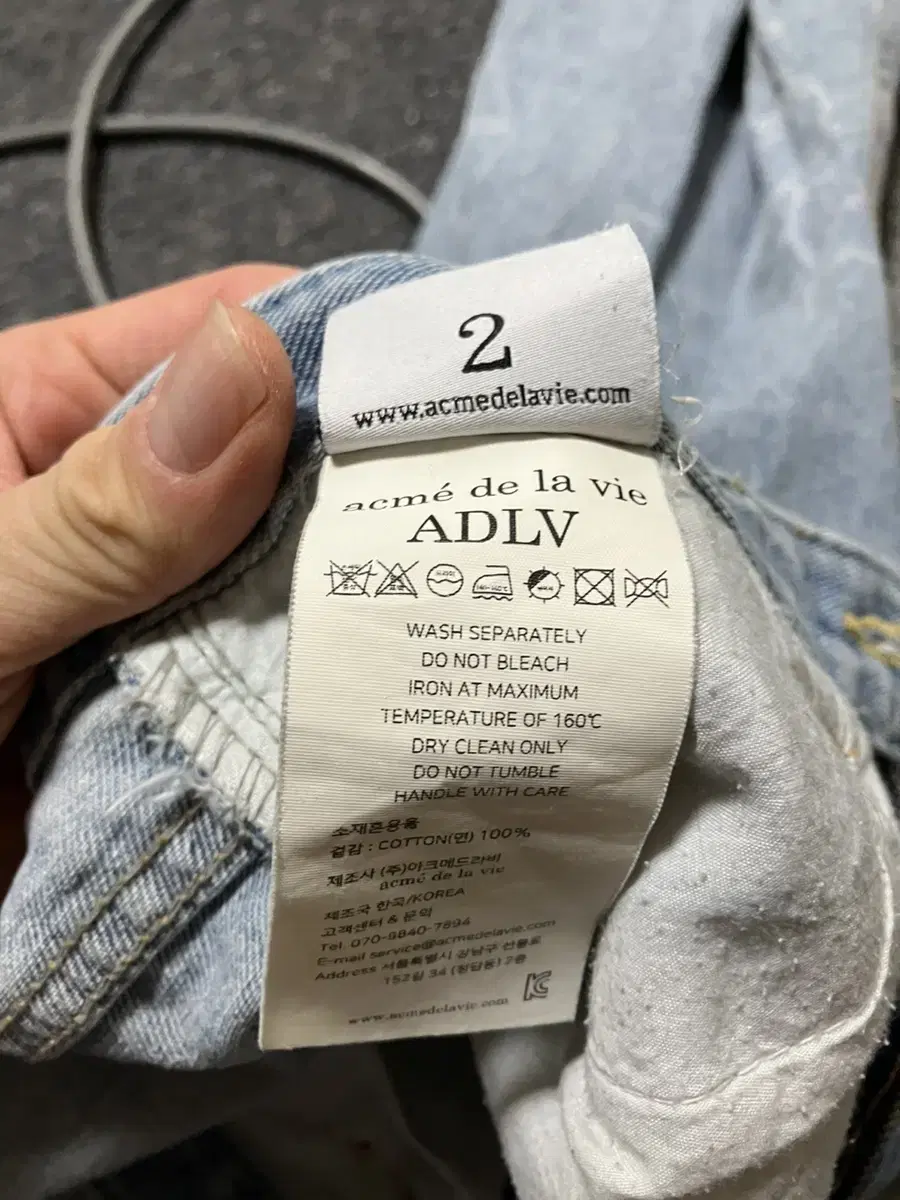 2
www.acmedelavie.com
acmé de la vie
ADLV
WASH SEPARATELY
DO NOT BLEACH
IRON AT MAXIMUM
TEMPERATURE OF 160℃
DRY CLEAN ONLY
DO NOT TUMBLE
HANDLE WITH CARE
소재혼용율
겉감 : COTTON(면) 100%
제조사 (주)아크메드라비
acmé de la vie
제조국 한국/KOREA
고객센터 & 문의
Tel. 070-8840-7894
E-mail service@acmedelavie.com
Address 서울특별시 강남구 선릉로
152길 34 (청담동) 2층
www.acmedelavie.com